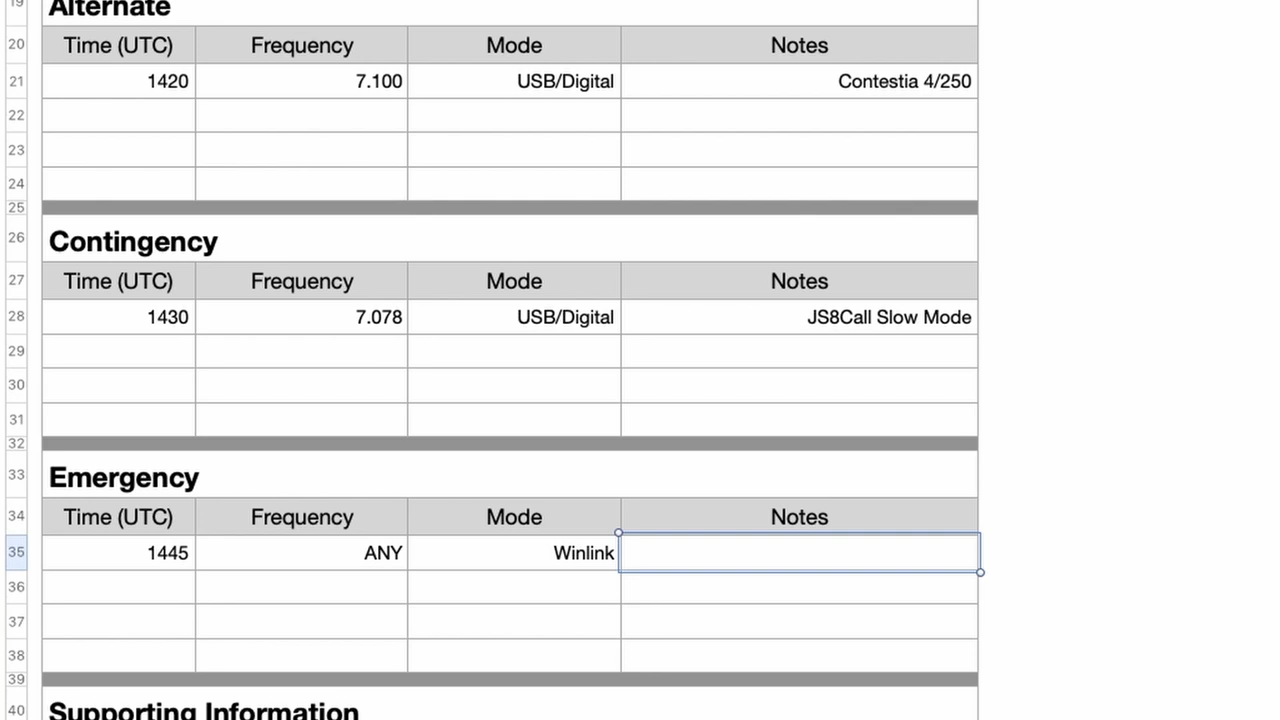 19 Alternate
20 Time (UTC) Frequency Mode Notes
21 1420 7.100 USB/Digital Contestia 4/250
22
23
24
25
26 Contingency
27 Time (UTC) Frequency Mode Notes
28 1430 7.078 USB/Digital JS8Call Slow Mode
29
30
31
32
33 Emergency
34 Time (UTC) Frequency Mode Notes
35 1445 ANY Winlink
36
37
38
39
40 Supporting Information